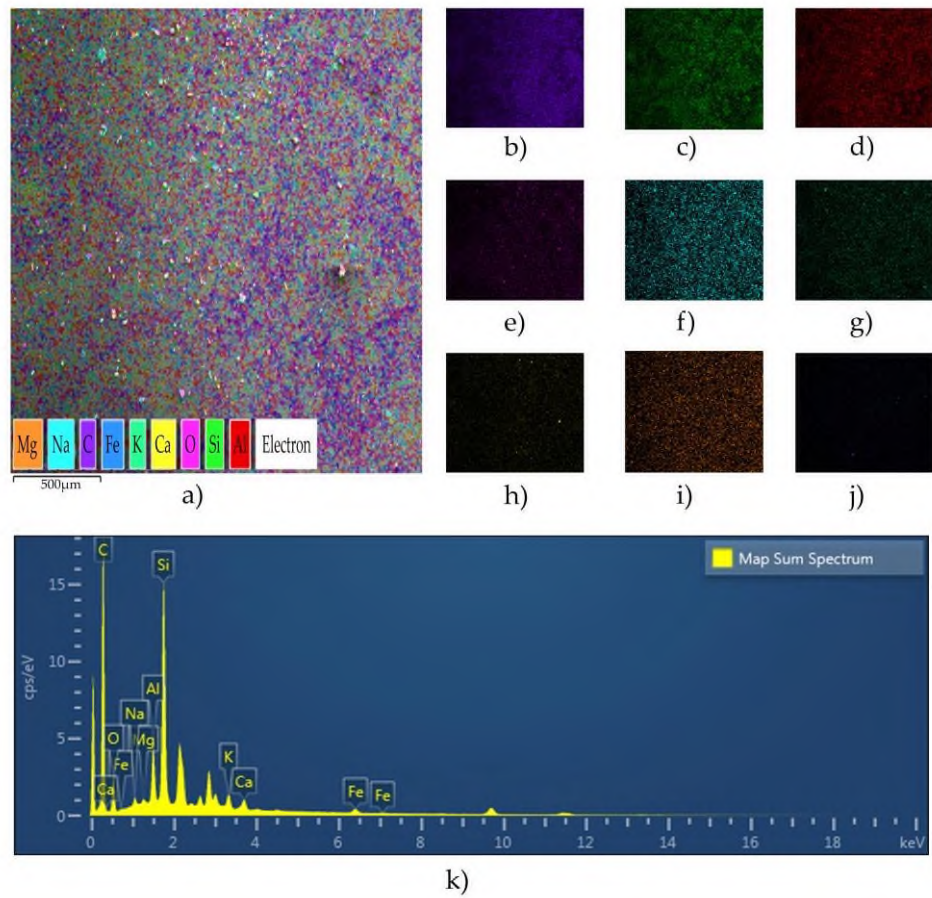 b) c) d)
e) f) g)
Mg Na C Fe K Ca O Si Al Electron
500μm
a) h) i) j)
Map Sum Spectrum
C
Si
15
10
Al
Na
5
O Mg
Fe
K
Ca Ca
Fe Fe
0
cps/eV
0 2 4 6 8 10 12 14 16 18 keV
k)